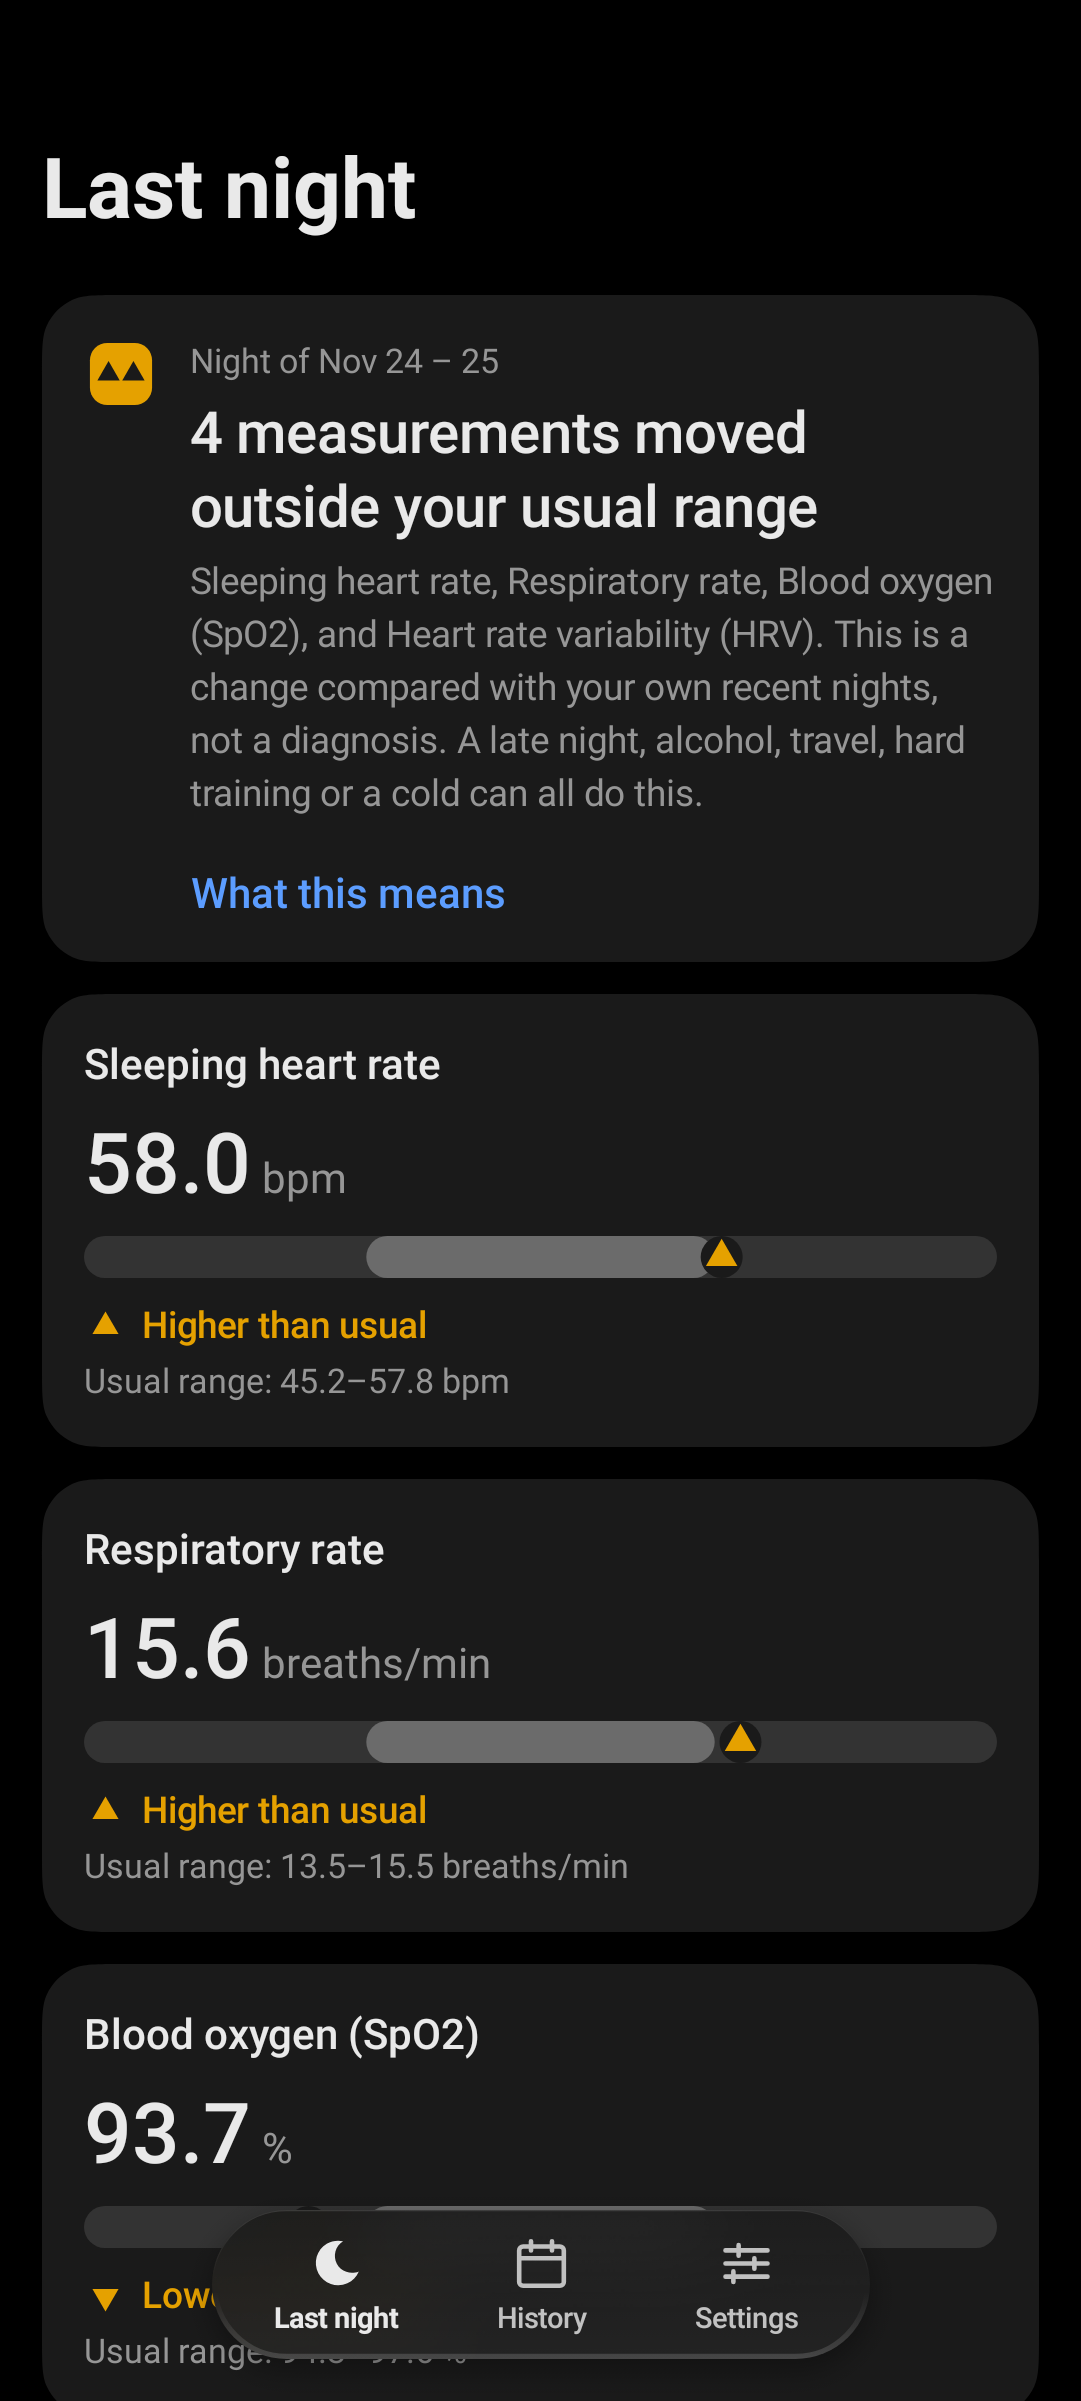 Last night
Night of Nov 24 – 25
4 measurements moved
outside your usual range
Sleeping heart rate, Respiratory rate, Blood oxygen
(SpO2), and Heart rate variability (HRV). This is a
change compared with your own recent nights,
not a diagnosis. A late night, alcohol, travel, hard
training or a cold can all do this.
What this means
Sleeping heart rate
58.0 bpm
Higher than usual
Usual range: 45.2–57.8 bpm
Respiratory rate
15.6 breaths/min
Higher than usual
Usual range: 13.5–15.5 breaths/min
Blood oxygen (SpO2)
93.7 %
Usual range:
Last night
History
Settings